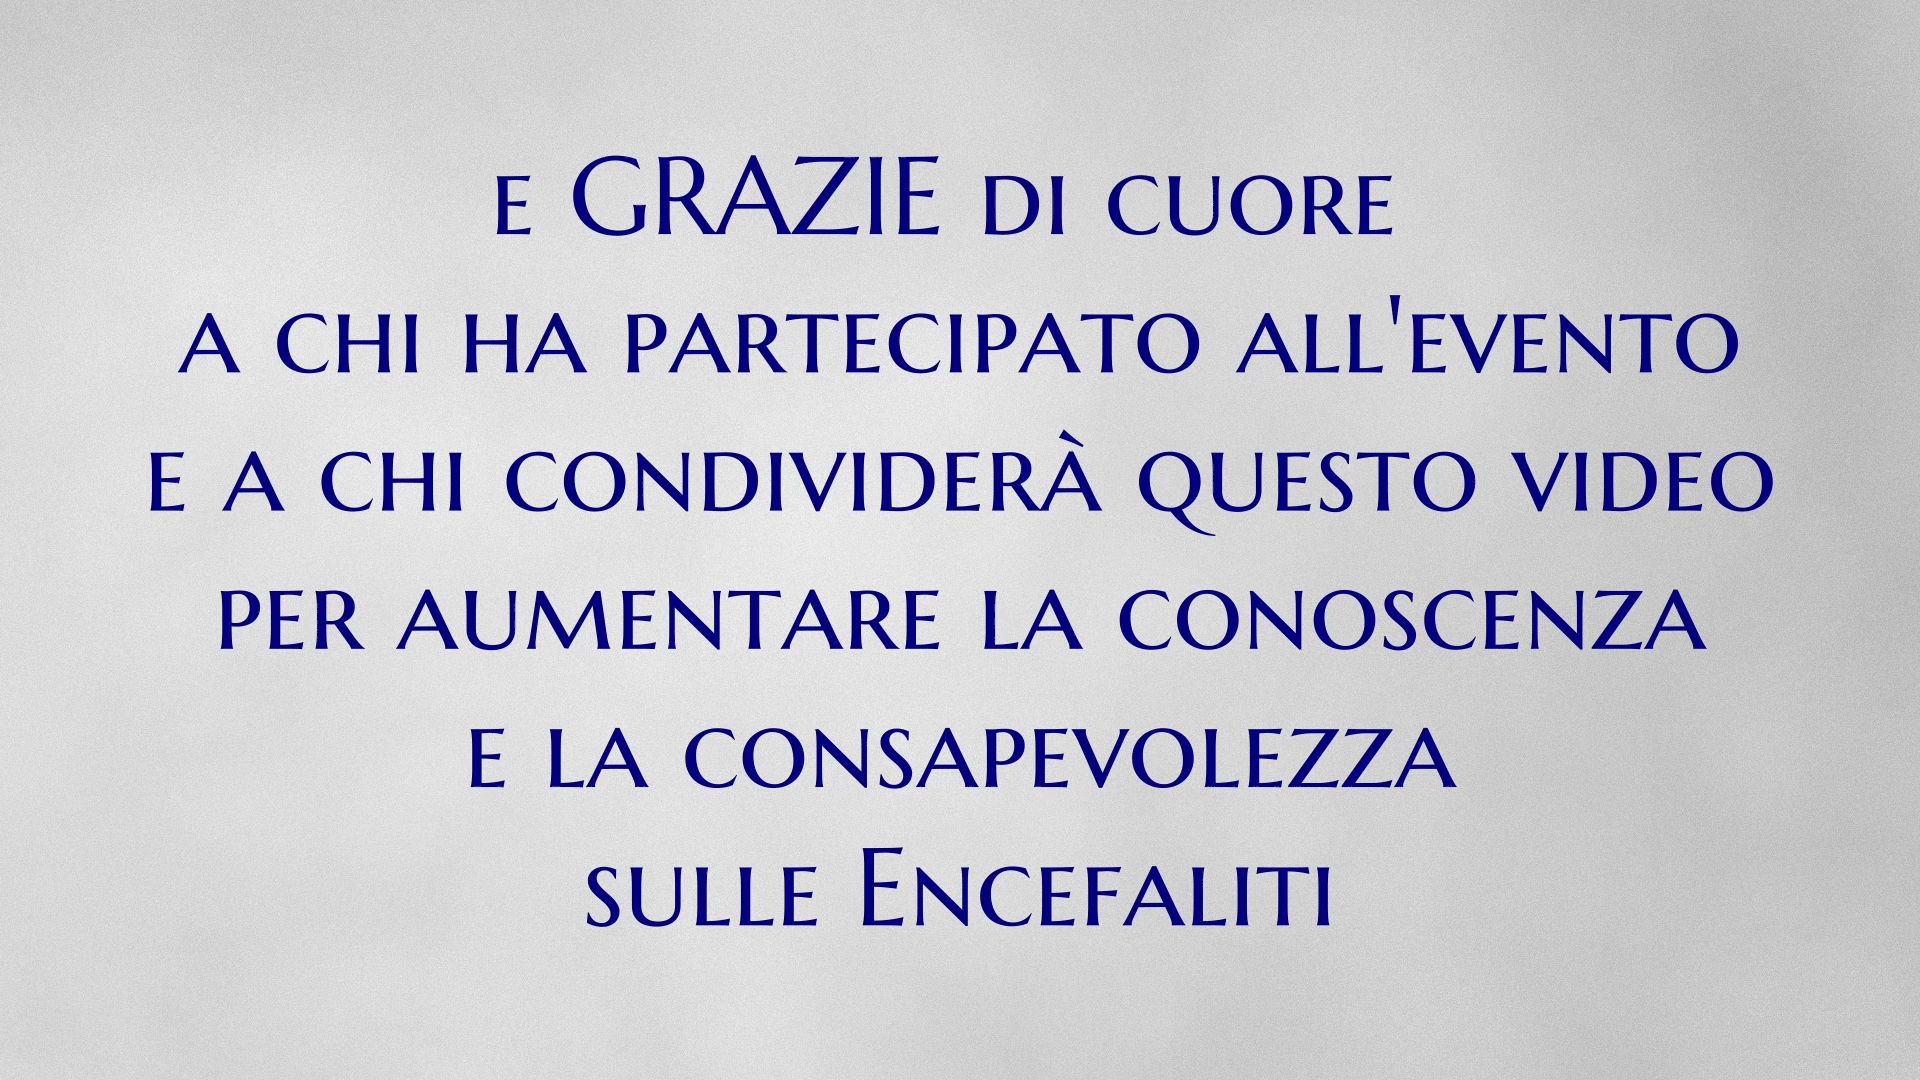 e GRAZIE di cuore
a chi ha partecipato all'evento
e a chi condividerà questo video
per aumentare la conoscenza
e la consapevolezza
sulle Encefaliti